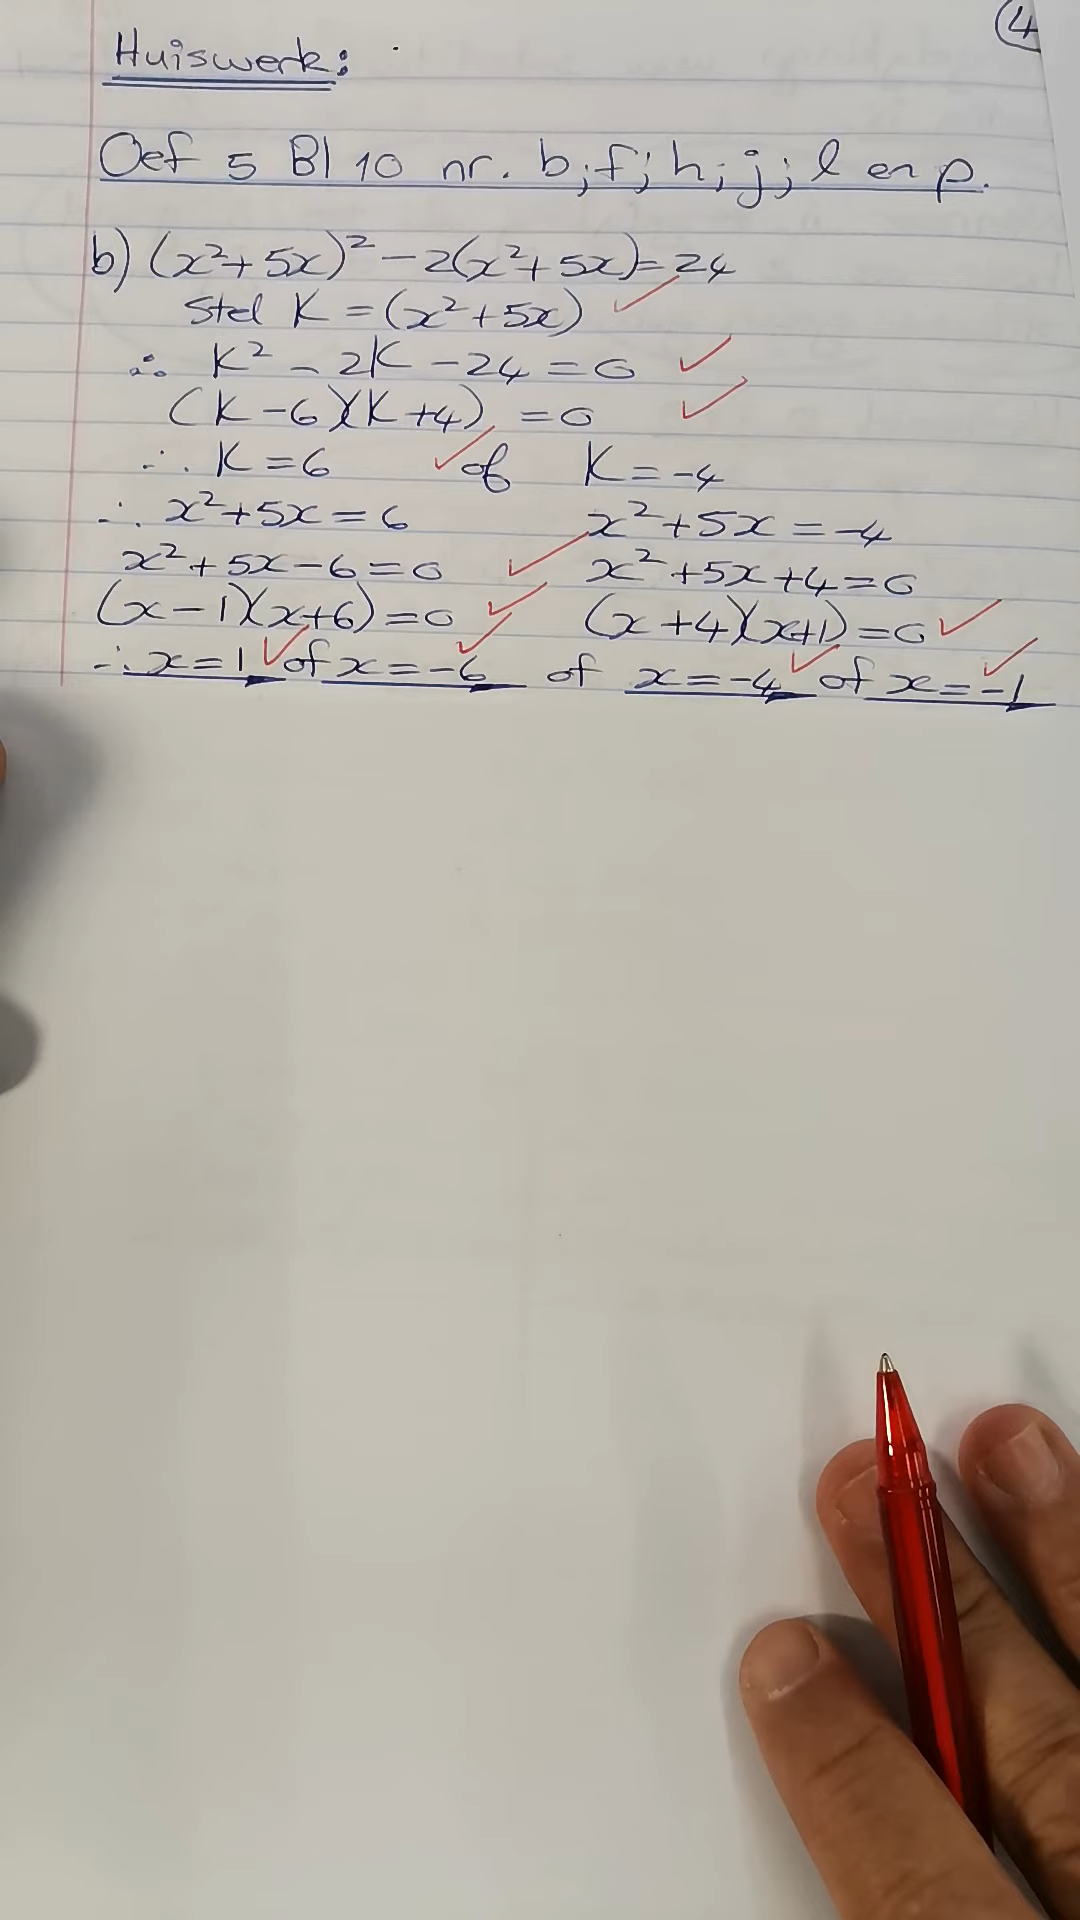 4
Huiswerk:
Oef 5 Bl 10 nr. b; f; h; j; l en p.
b) (x²+5x)² - 2(x²+5x) = 24
Stel K = (x²+5x)
∴ K² - 2K - 24 = 0
(K-6)(K+4) = 0
∴ K = 6 of K = -4
∴ x²+5x = 6 x²+5x = -4
x²+5x-6 = 0 x²+5x+4 = 0
(x-1)(x+6) = 0 (x+4)(x+1) = 0
∴ x = 1 of x = -6 of x = -4 of x = -1